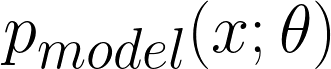 p_{model}(x; θ)